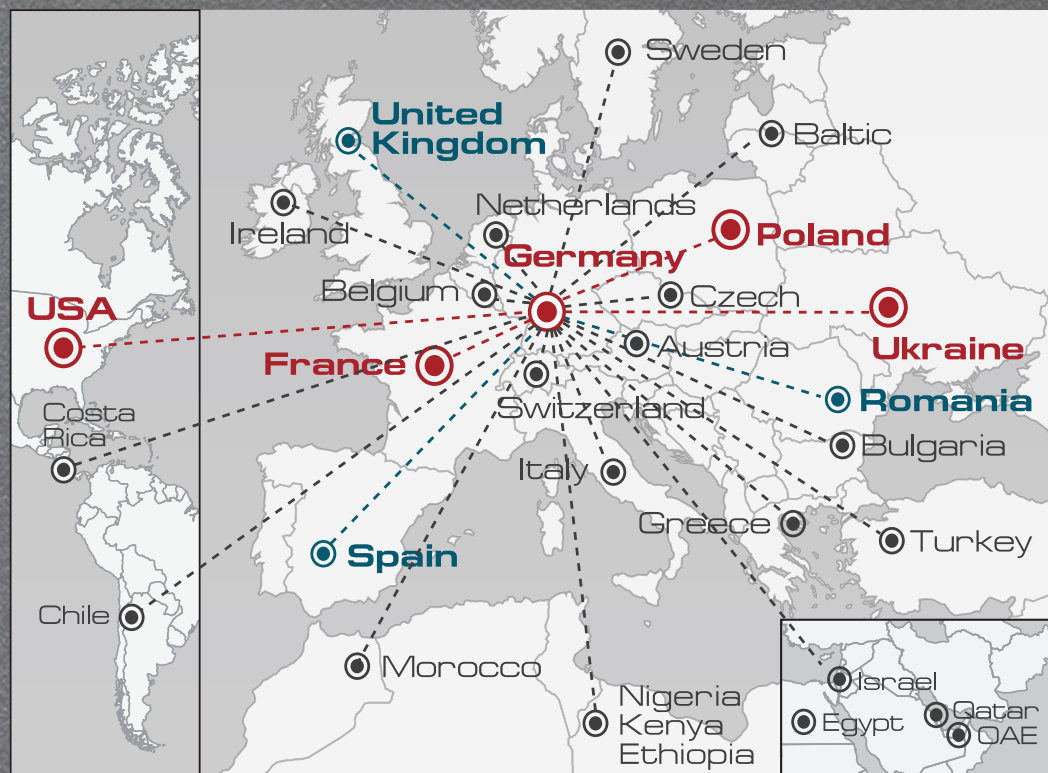 Sweden
United
Kingdom
Baltic
Netherlands
Ireland
Germany
Poland
Belgium
Czech
USA
France
Austria
Ukraine
Switzerland
Romania
Costa
Rica
Bulgaria
Italy
Greece
Turkey
Spain
Chile
Morocco
Nigeria
Kenya
Ethiopia
Israel
Egypt
Qatar
OAE